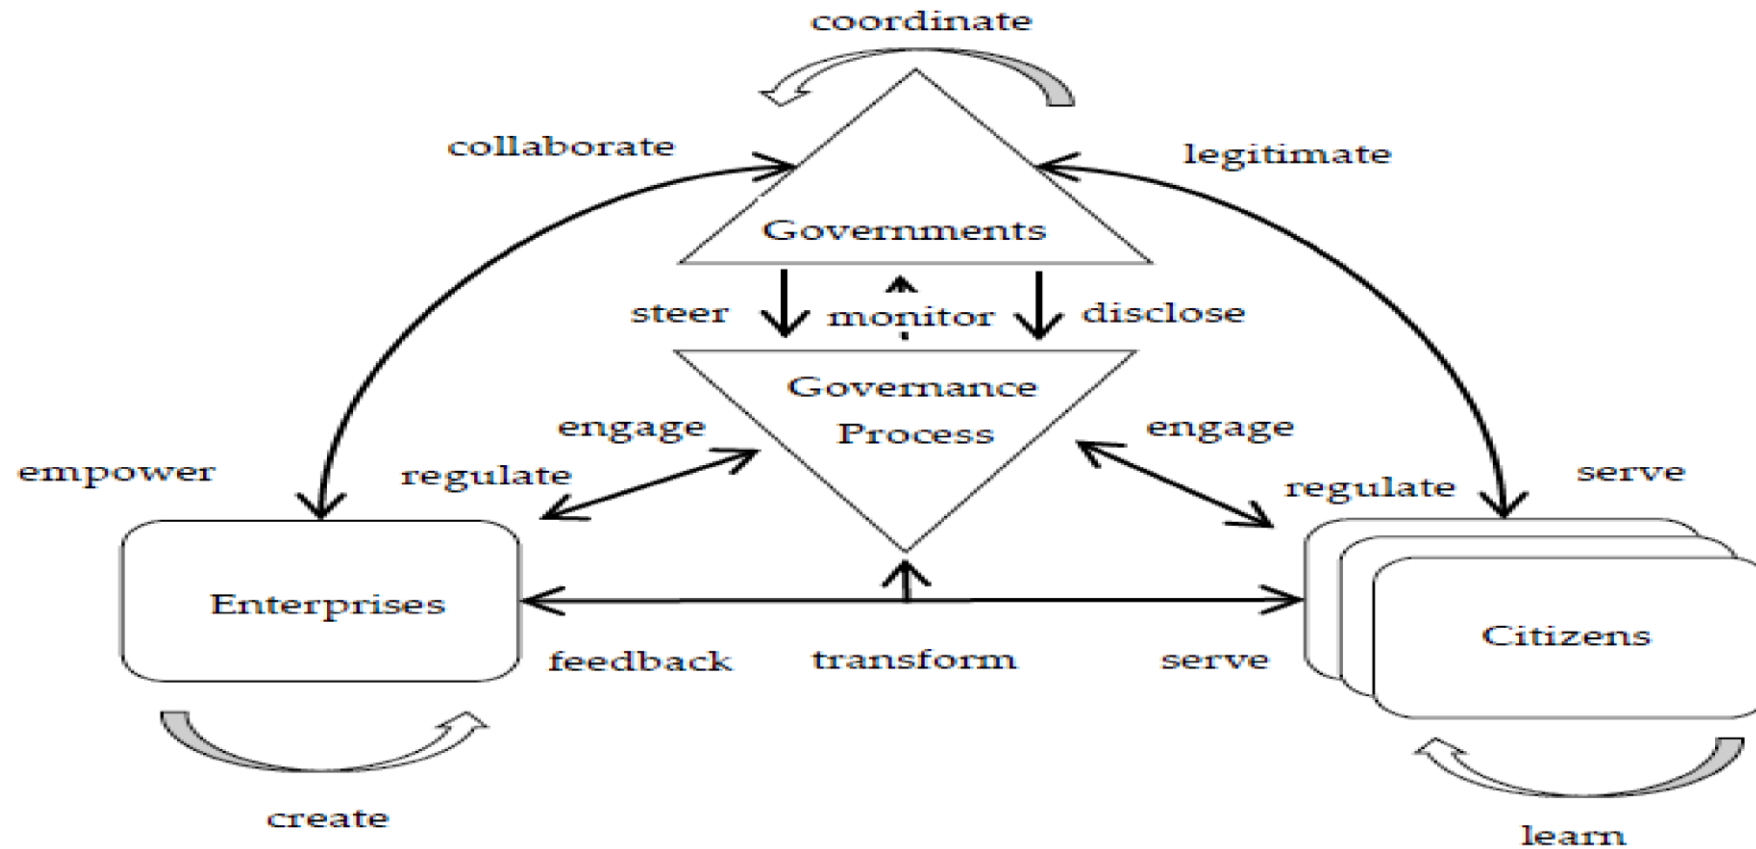 coordinate
collaborate
legitimate
Governments
steer
monitor
disclose
Governance
Process
engage
engage
empower
regulate
regulate
serve
Enterprises
Citizens
feedback
transform
serve
create
learn